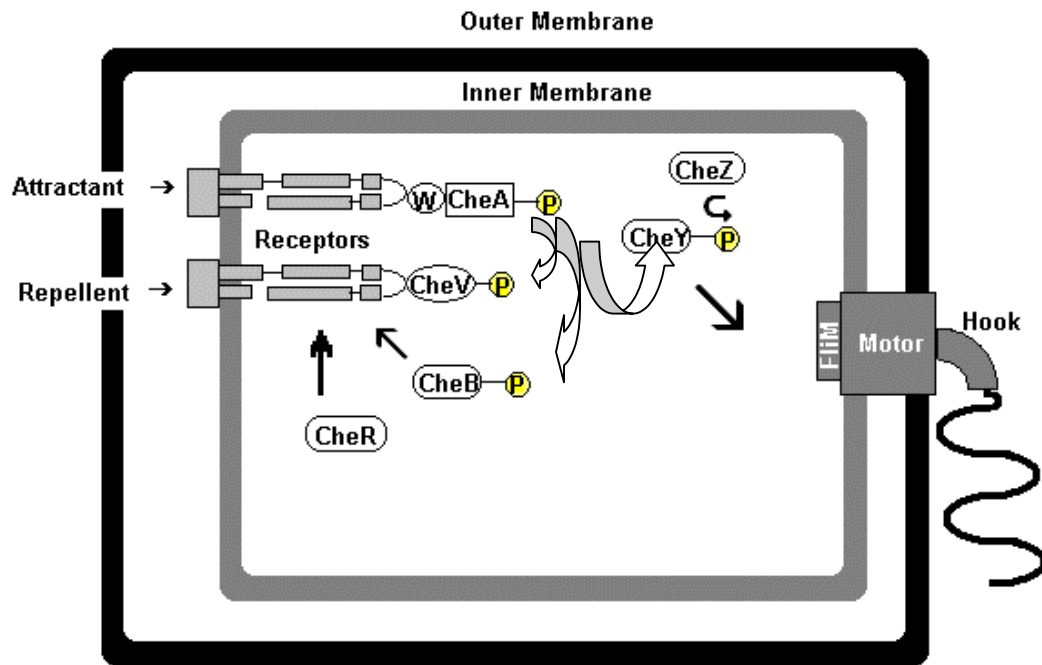 Outer Membrane
Inner Membrane
CheZ
Attractant →
W
CheA
P
CheY
P
Receptors
Repellent →
CheV
P
FliM
Motor
Hook
CheB
P
CheR